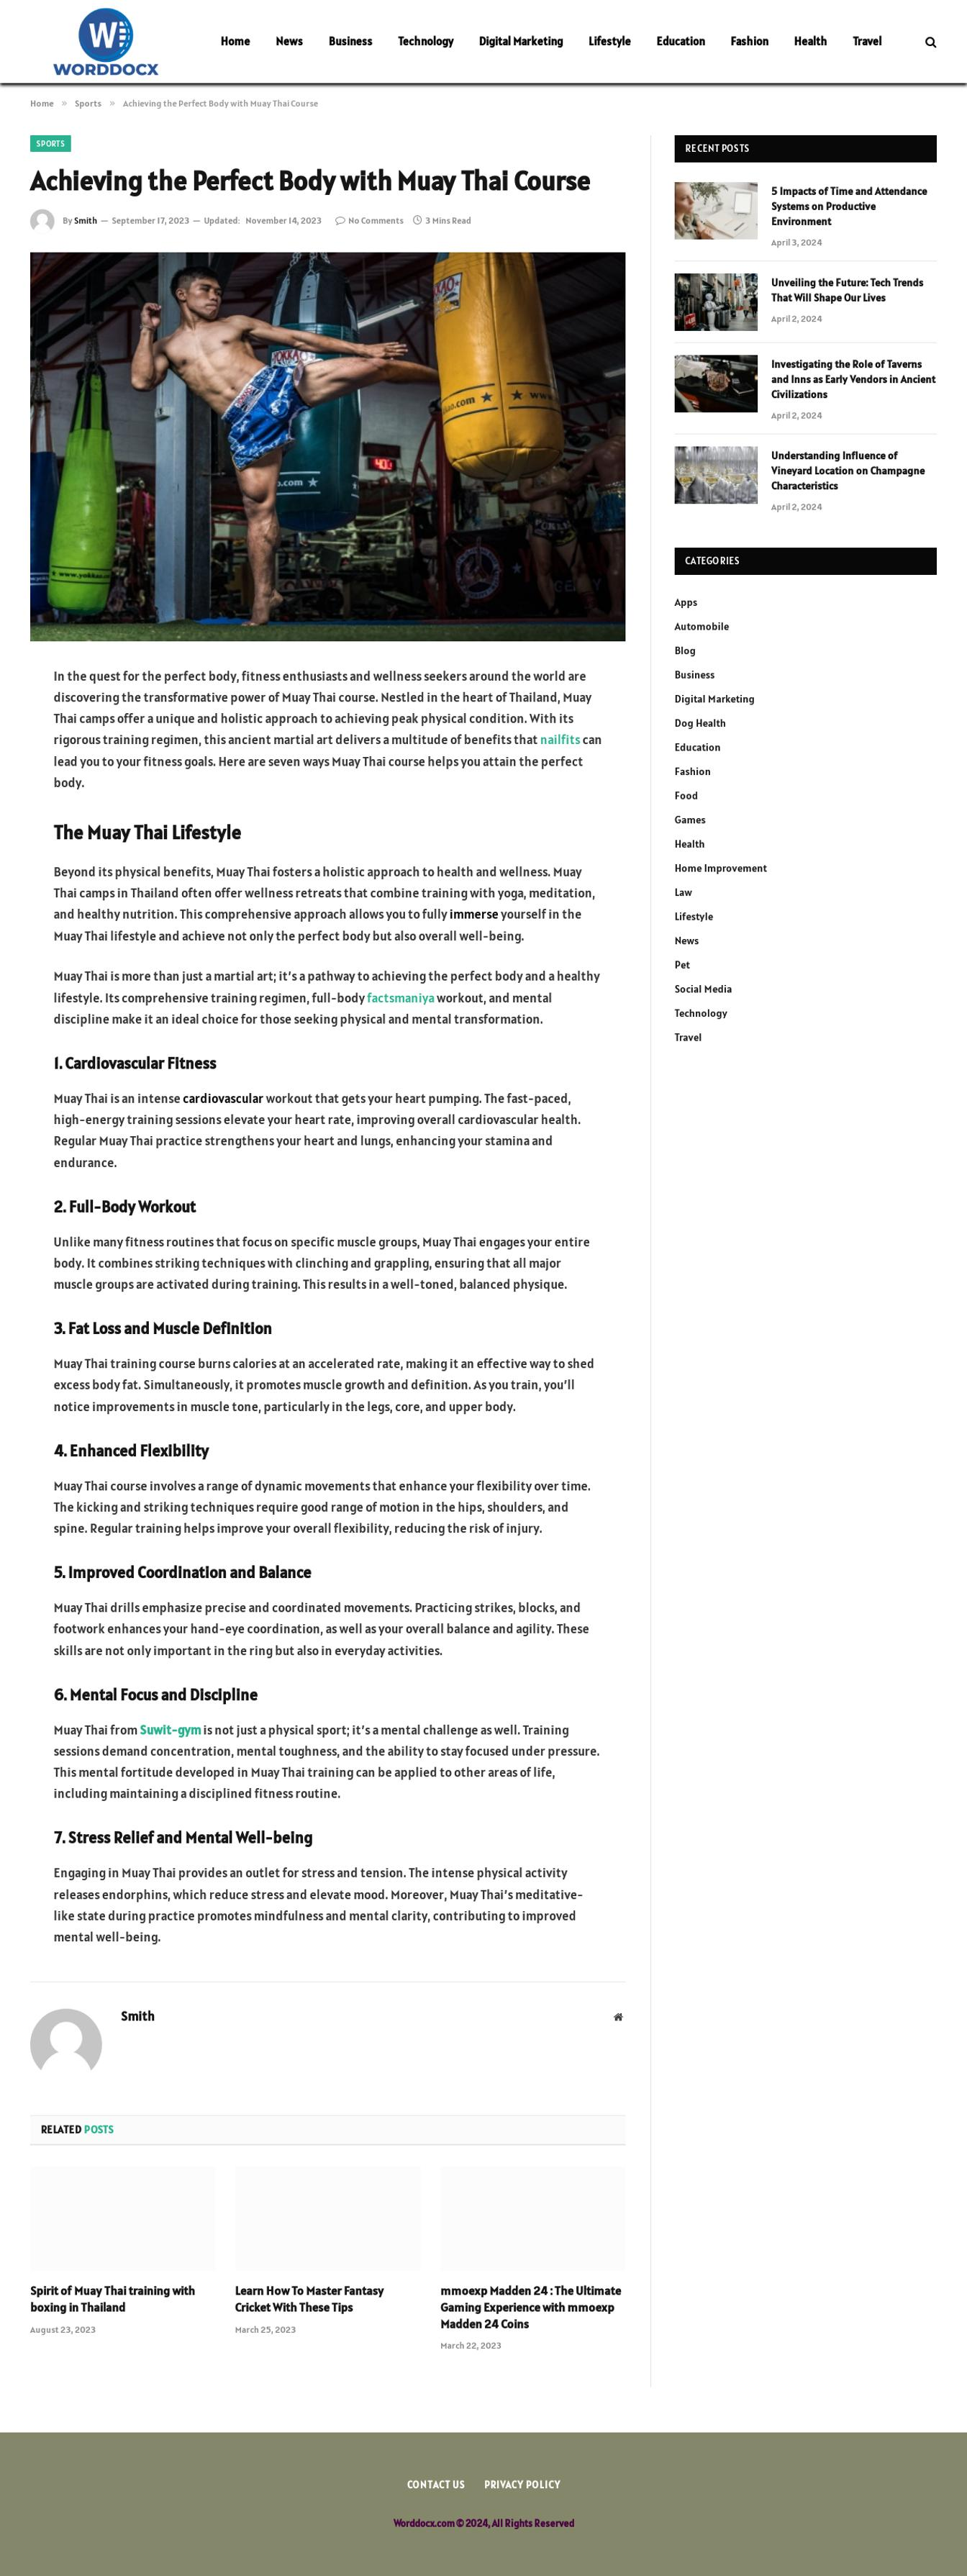 W
WORDDOCX
Home News Business Technology Digital Marketing Lifestyle Education Fashion Health Travel
Home » Sports » Achieving the Perfect Body with Muay Thai Course
SPORTS
Achieving the Perfect Body with Muay Thai Course
By Smith — September 17, 2023 — Updated: November 14, 2023 No Comments 3 Mins Read
In the quest for the perfect body, fitness enthusiasts and wellness seekers around the world are
discovering the transformative power of Muay Thai course. Nestled in the heart of Thailand, Muay
Thai camps offer a unique and holistic approach to achieving peak physical condition. With its
rigorous training regimen, this ancient martial art delivers a multitude of benefits that nailfits can
lead you to your fitness goals. Here are seven ways Muay Thai course helps you attain the perfect
body.
The Muay Thai Lifestyle
Beyond its physical benefits, Muay Thai fosters a holistic approach to health and wellness. Muay
Thai camps in Thailand often offer wellness retreats that combine training with yoga, meditation,
and healthy nutrition. This comprehensive approach allows you to fully immerse yourself in the
Muay Thai lifestyle and achieve not only the perfect body but also overall well-being.
Muay Thai is more than just a martial art; it's a pathway to achieving the perfect body and a healthy
lifestyle. Its comprehensive training regimen, full-body factsmaniya workout, and mental
discipline make it an ideal choice for those seeking physical and mental transformation.
1. Cardiovascular Fitness
Muay Thai is an intense cardiovascular workout that gets your heart pumping. The fast-paced,
high-energy training sessions elevate your heart rate, improving overall cardiovascular health.
Regular Muay Thai practice strengthens your heart and lungs, enhancing your stamina and
endurance.
2. Full-Body Workout
Unlike many fitness routines that focus on specific muscle groups, Muay Thai engages your entire
body. It combines striking techniques with clinching and grappling, ensuring that all major
muscle groups are activated during training. This results in a well-toned, balanced physique.
3. Fat Loss and Muscle Definition
Muay Thai training course burns calories at an accelerated rate, making it an effective way to shed
excess body fat. Simultaneously, it promotes muscle growth and definition. As you train, you'll
notice improvements in muscle tone, particularly in the legs, core, and upper body.
4. Enhanced Flexibility
Muay Thai course involves a range of dynamic movements that enhance your flexibility over time.
The kicking and striking techniques require good range of motion in the hips, shoulders, and
spine. Regular training helps improve your overall flexibility, reducing the risk of injury.
5. Improved Coordination and Balance
Muay Thai drills emphasize precise and coordinated movements. Practicing strikes, blocks, and
footwork enhances your hand-eye coordination, as well as your overall balance and agility. These
skills are not only important in the ring but also in everyday activities.
6. Mental Focus and Discipline
Muay Thai from Suwit-gym is not just a physical sport; it's a mental challenge as well. Training
sessions demand concentration, mental toughness, and the ability to stay focused under pressure.
This mental fortitude developed in Muay Thai training can be applied to other areas of life,
including maintaining a disciplined fitness routine.
7. Stress Relief and Mental Well-being
Engaging in Muay Thai provides an outlet for stress and tension. The intense physical activity
releases endorphins, which reduce stress and elevate mood. Moreover, Muay Thai's meditative-
like state during practice promotes mindfulness and mental clarity, contributing to improved
mental well-being.
Smith
RELATED POSTS
Spirit of Muay Thai training with
boxing in Thailand
August 23, 2023
Learn How To Master Fantasy
Cricket With These Tips
March 25, 2023
mmoexp Madden 24 : The Ultimate
Gaming Experience with mmoexp
Madden 24 Coins
March 22, 2023
RECENT POSTS
5 Impacts of Time and Attendance
Systems on Productive
Environment
April 3, 2024
Unveiling the Future: Tech Trends
That Will Shape Our Lives
April 2, 2024
Investigating the Role of Taverns
and Inns as Early Vendors in Ancient
Civilizations
April 2, 2024
Understanding Influence of
Vineyard Location on Champagne
Characteristics
April 2, 2024
CATEGORIES
Apps
Automobile
Blog
Business
Digital Marketing
Dog Health
Education
Fashion
Food
Games
Health
Home Improvement
Law
Lifestyle
News
Pet
Social Media
Technology
Travel
CONTACT US PRIVACY POLICY
Worddocx.com © 2024, All Rights Reserved